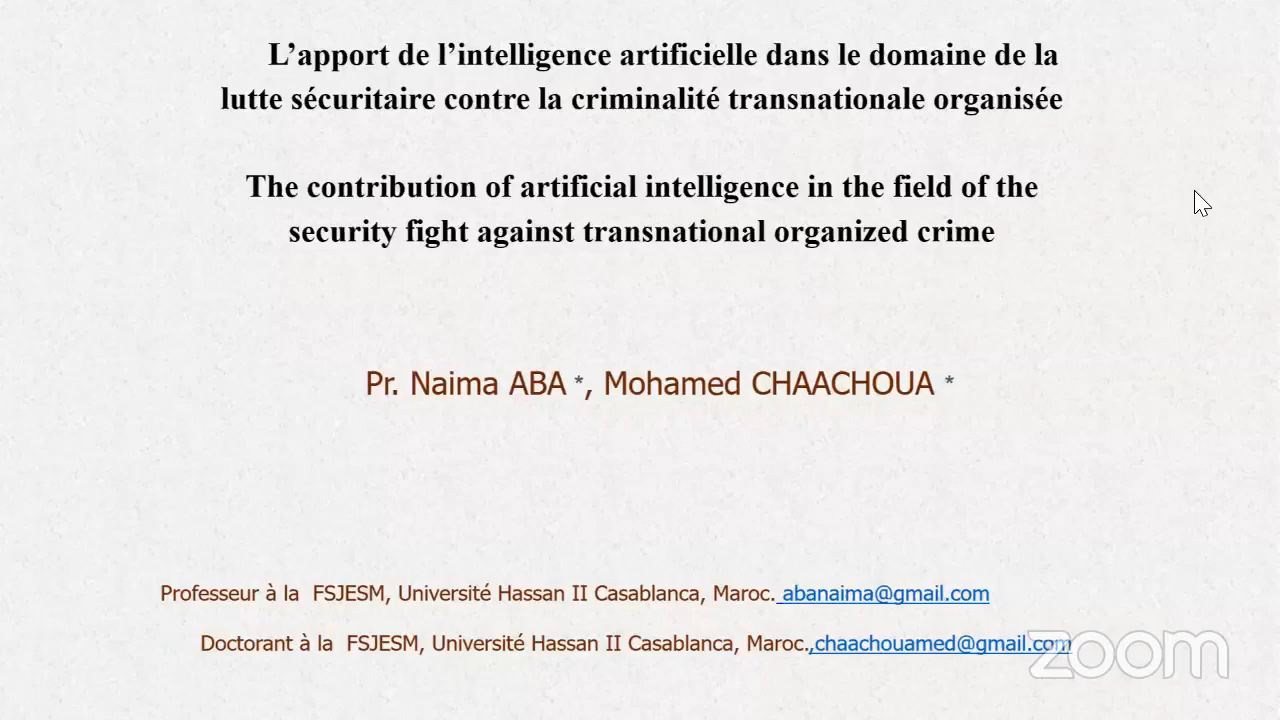 L’apport de l’intelligence artificielle dans le domaine de la
lutte sécuritaire contre la criminalité transnationale organisée
The contribution of artificial intelligence in the field of the
security fight against transnational organized crime
Pr. Naima ABA *, Mohamed CHAACHOUA *
Professeur à la  FSJESM, Université Hassan II Casablanca, Maroc. abanaima@gmail.com
Doctorant à la  FSJESM, Université Hassan II Casablanca, Maroc.,chaachouamed@gmail.com
zoom